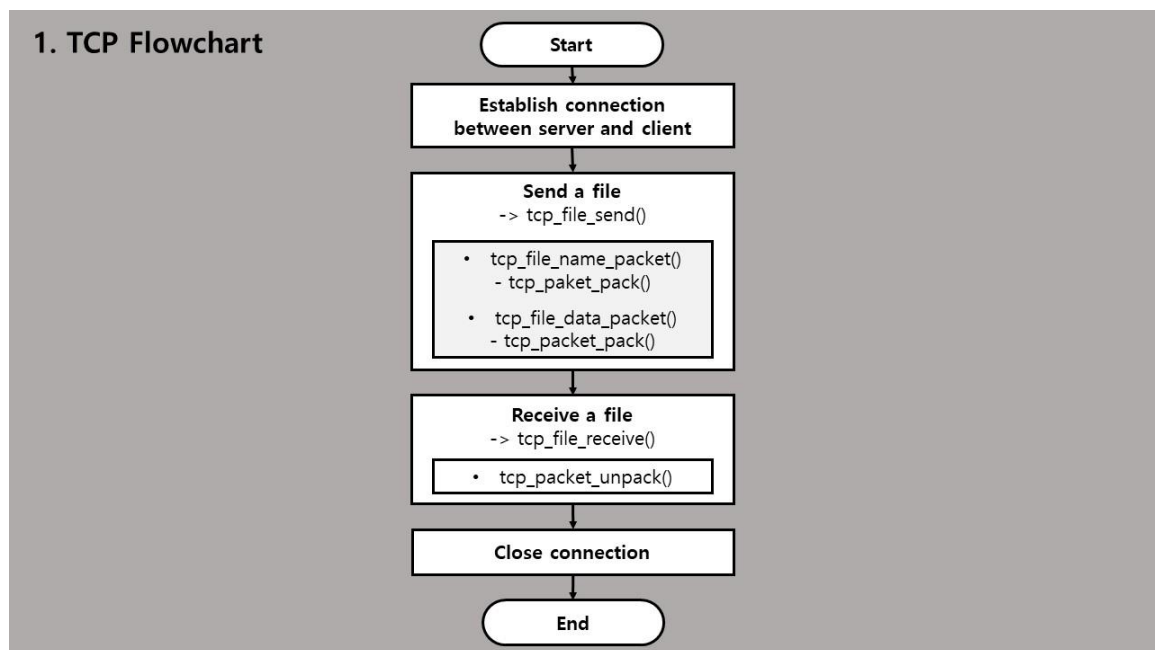 1. TCP Flowchart
Start
Establish connection
between server and client
Send a file
-> tcp_file_send()
• tcp_file_name_packet()
- tcp_paket_pack()
• tcp_file_data_packet()
- tcp_packet_pack()
Receive a file
-> tcp_file_receive()
• tcp_packet_unpack()
Close connection
End